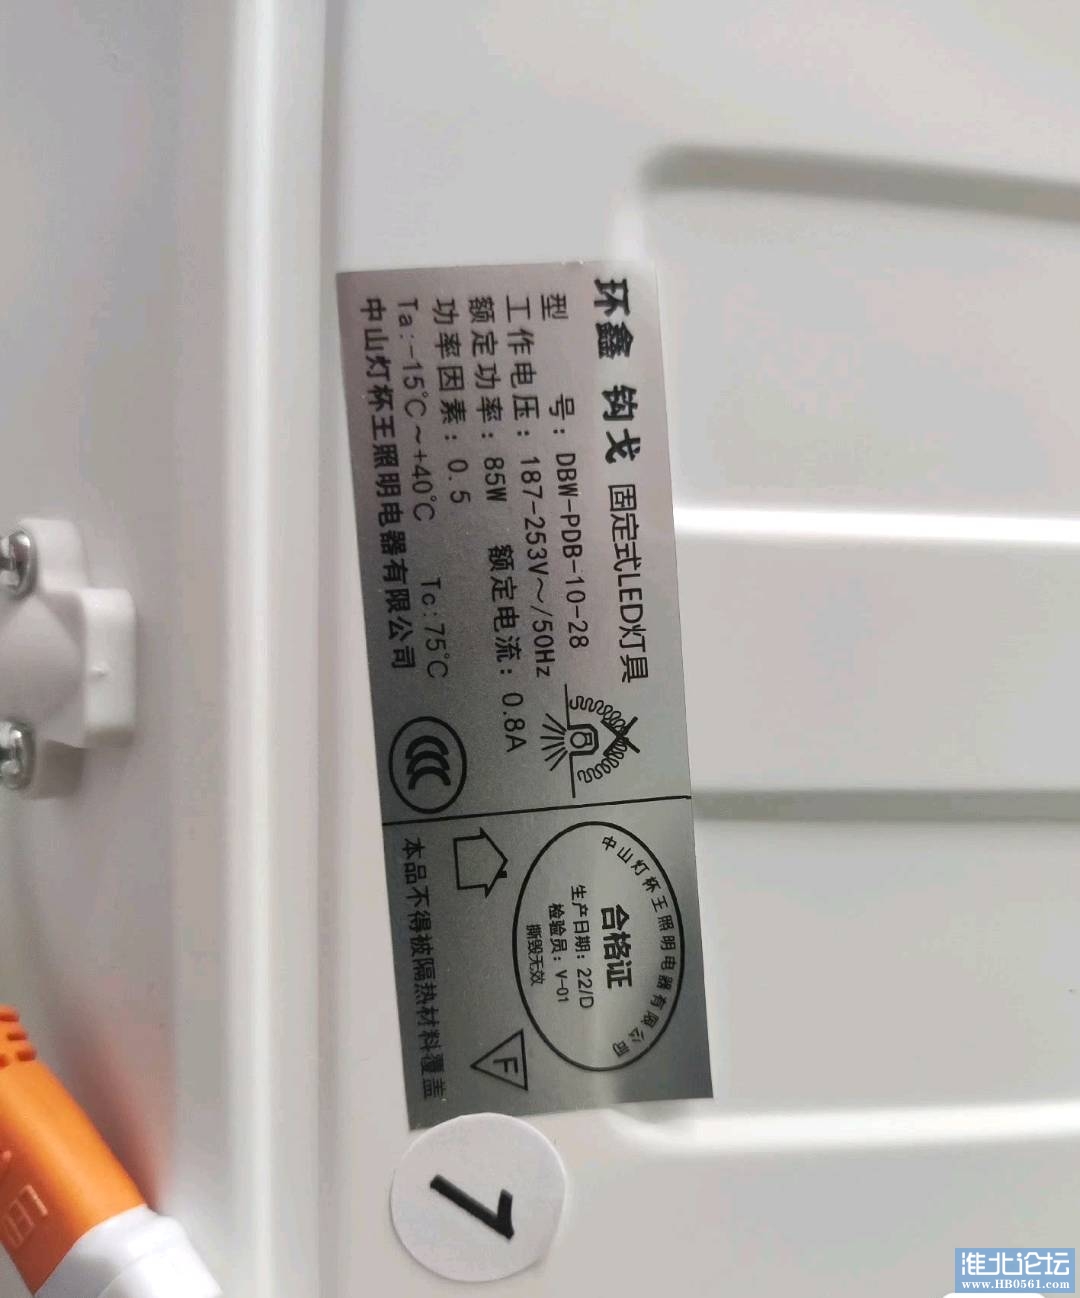 环鑫 钩戈 固定式LED灯具
型 号: DBW-PDB-10-28
工作电压: 187-253V~/50Hz
额定功率: 85W 额定电流: 0.8A
功率因素: 0.5
Ta:-15℃~+40℃ Tc:75℃
中山灯杯王照明电器有限公司
中山灯杯王照明电器有限公司
合格证
生产日期: 22/D
检验员: V-01
撕毁无效
F
本品不得被隔热材料覆盖
1
LED
淮北论坛
www.HB0561.com